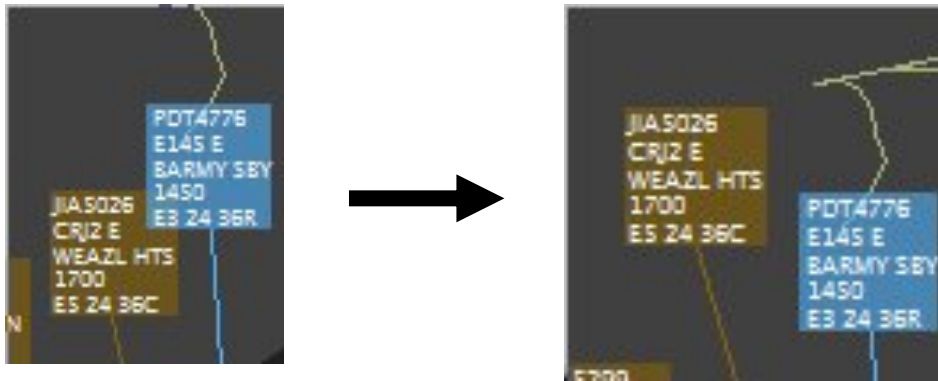 PDT4776
E145 E
BARMY SBY
1450
E3 24 36R
JIA5026
CRJ2 E
WEAZL HTS
1700
E5 24 36C
N
JIA5026
CRJ2 E
WEAZL HTS
1700
E5 24 36C
PDT4776
E145 E
BARMY SBY
1450
E3 24 36R